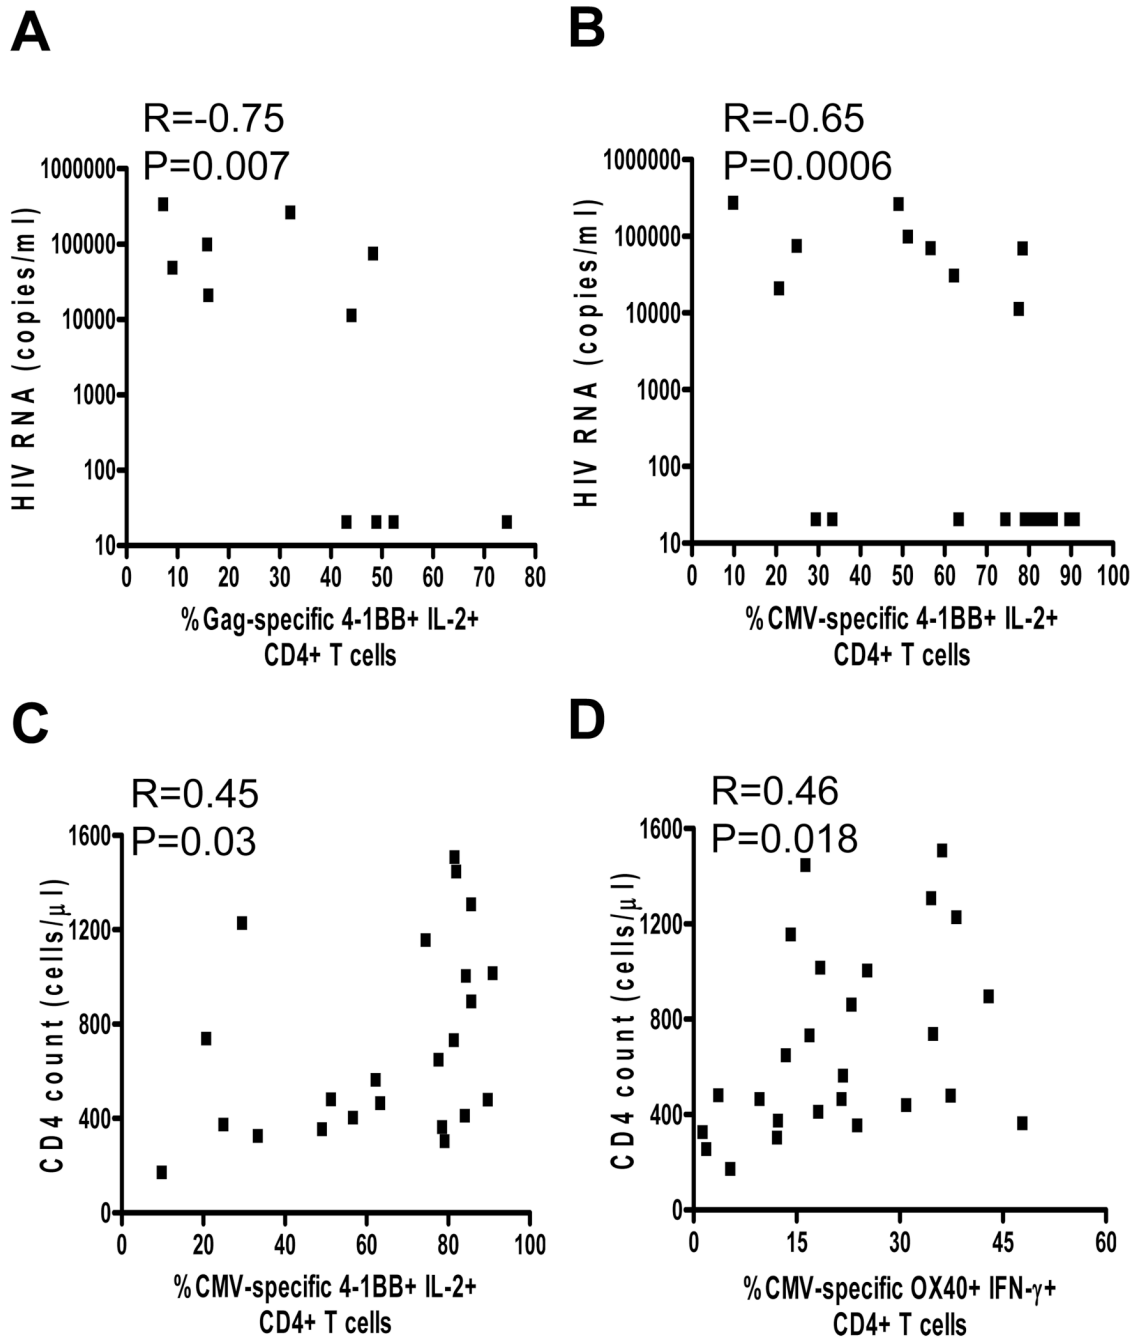 A
R=-0.75
P=0.007
HIV RNA (copies/ml)
1000000
100000
10000
1000
100
10
0 10 20 30 40 50 60 70 80
%Gag-specific 4-1BB+ IL-2+
CD4+ T cells
B
R=-0.65
P=0.0006
HIV RNA (copies/ml)
1000000
100000
10000
1000
100
10
0 10 20 30 40 50 60 70 80 90 100
%CMV-specific 4-1BB+ IL-2+
CD4+ T cells
C
R=0.45
P=0.03
CD4 count (cells/μl)
1600
1200
800
400
0
0 20 40 60 80 100
%CMV-specific 4-1BB+ IL-2+
CD4+ T cells
D
R=0.46
P=0.018
CD4 count (cells/μl)
1600
1200
800
400
0
0 15 30 45 60
%CMV-specific OX40+ IFN-γ+
CD4+ T cells